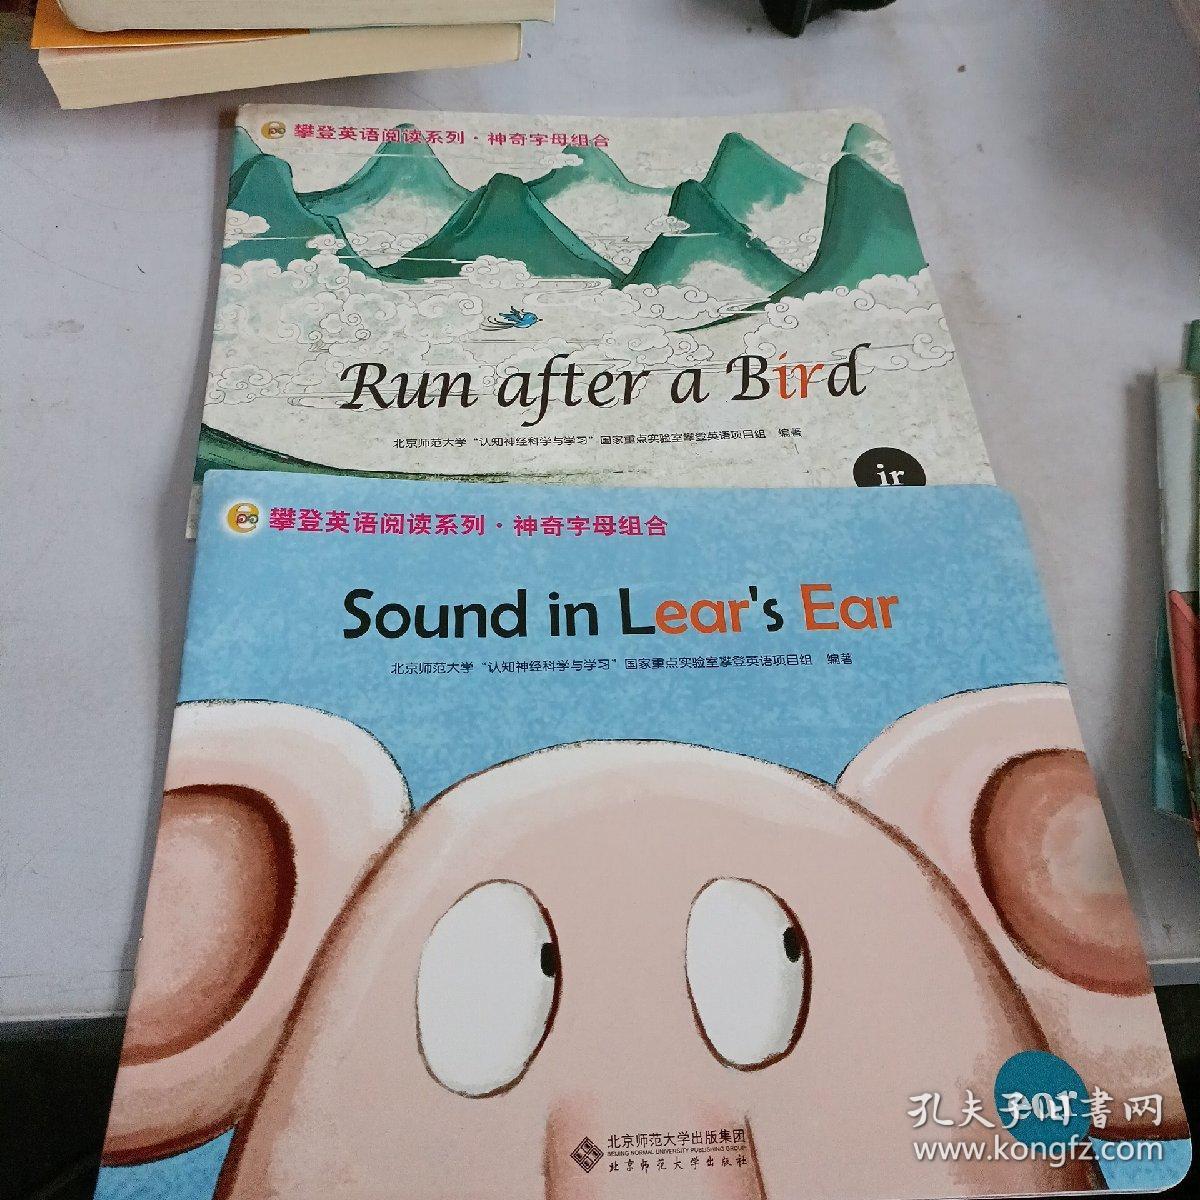 攀登英语阅读系列·神奇字母组合
Run after a Bird
北京师范大学“认知神经科学与学习”国家重点实验室攀登英语项目组 编著
ir
攀登英语阅读系列·神奇字母组合
Sound in Lear's Ear
北京师范大学“认知神经科学与学习”国家重点实验室攀登英语项目组 编著
ear
北京师范大学出版集团
BEIJING NORMAL UNIVERSITY PUBLISHING GROUP
北京师范大学出版社
孔夫子旧书网
www.kongfz.com